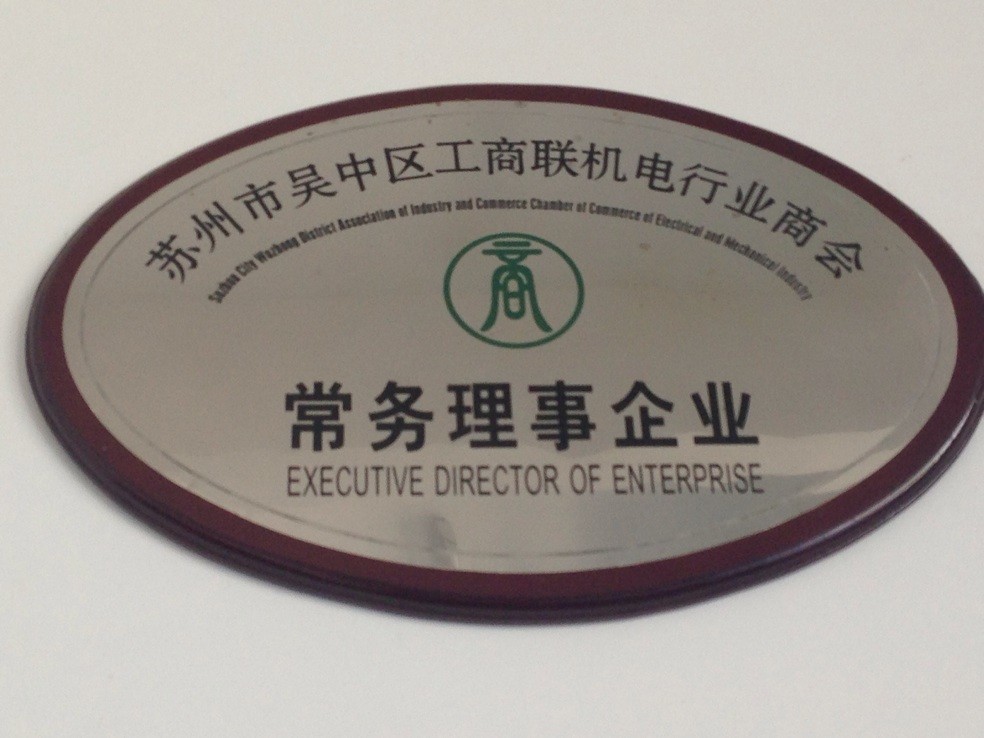 苏州市吴中区工商联机电行业商会
Suzhou City Wuzhong District Association of Industry and Commerce Chamber of Commerce of Electrical and Mechanical Industry
商
常务理事企业
EXECUTIVE DIRECTOR OF ENTERPRISE